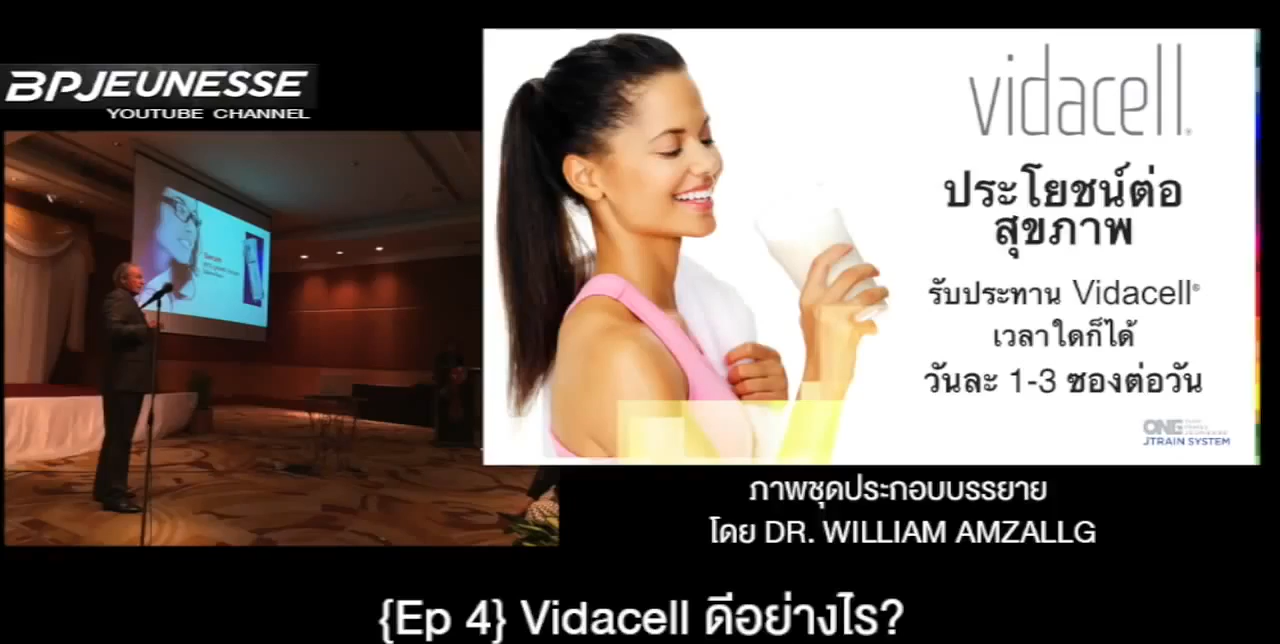 BPJEUNESSE
YOUTUBE CHANNEL
vidacell®
ประโยชน์ต่อ
สุขภาพ
รับประทาน Vidacell®
เวลาใดก็ได้
วันละ 1-3 ซองต่อวัน
ONE
JTRAIN SYSTEM
Serum
ภาพชุดประกอบบรรยาย
โดย DR. WILLIAM AMZALLG
{Ep 4} Vidacell ดีอย่างไร?